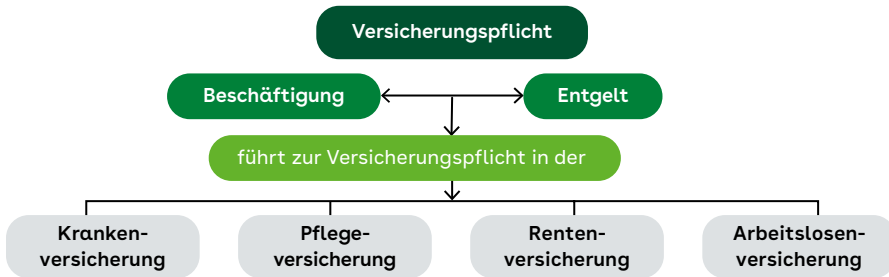 Versicherungspflicht
Beschäftigung
Entgelt
führt zur Versicherungspflicht in der
Kranken-
versicherung
Pflege-
versicherung
Renten-
versicherung
Arbeitslosen-
versicherung